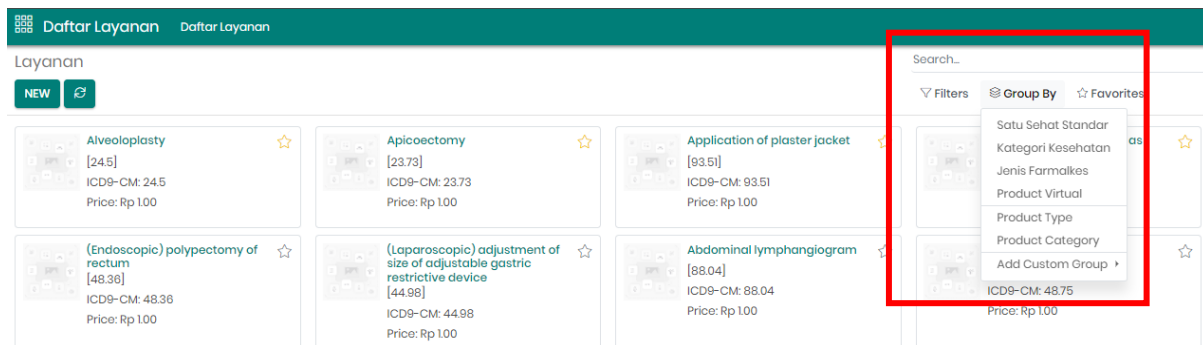 Daftar Layanan Daftar Layanan
Layanan
Search...
NEW
Filters Group By Favorites
Satu Sehat Standar
Kategori Kesehatan
Jenis Farmalkes
Product Virtual
Product Type
Product Category
Add Custom Group
Alveoloplasty
[24.5]
ICD9-CM: 24.5
Price: Rp 1.00
Apicoectomy
[23.73]
ICD9-CM: 23.73
Price: Rp 1.00
Application of plaster jacket
[93.51]
ICD9-CM: 93.51
Price: Rp 1.00
as
(Endoscopic) polypectomy of
rectum
[48.36]
ICD9-CM: 48.36
Price: Rp 1.00
(Laparoscopic) adjustment of
size of adjustable gastric
restrictive device
[44.98]
ICD9-CM: 44.98
Price: Rp 1.00
Abdominal lymphangiogram
[88.04]
ICD9-CM: 88.04
Price: Rp 1.00
ICD9-CM: 48.75
Price: Rp 1.00